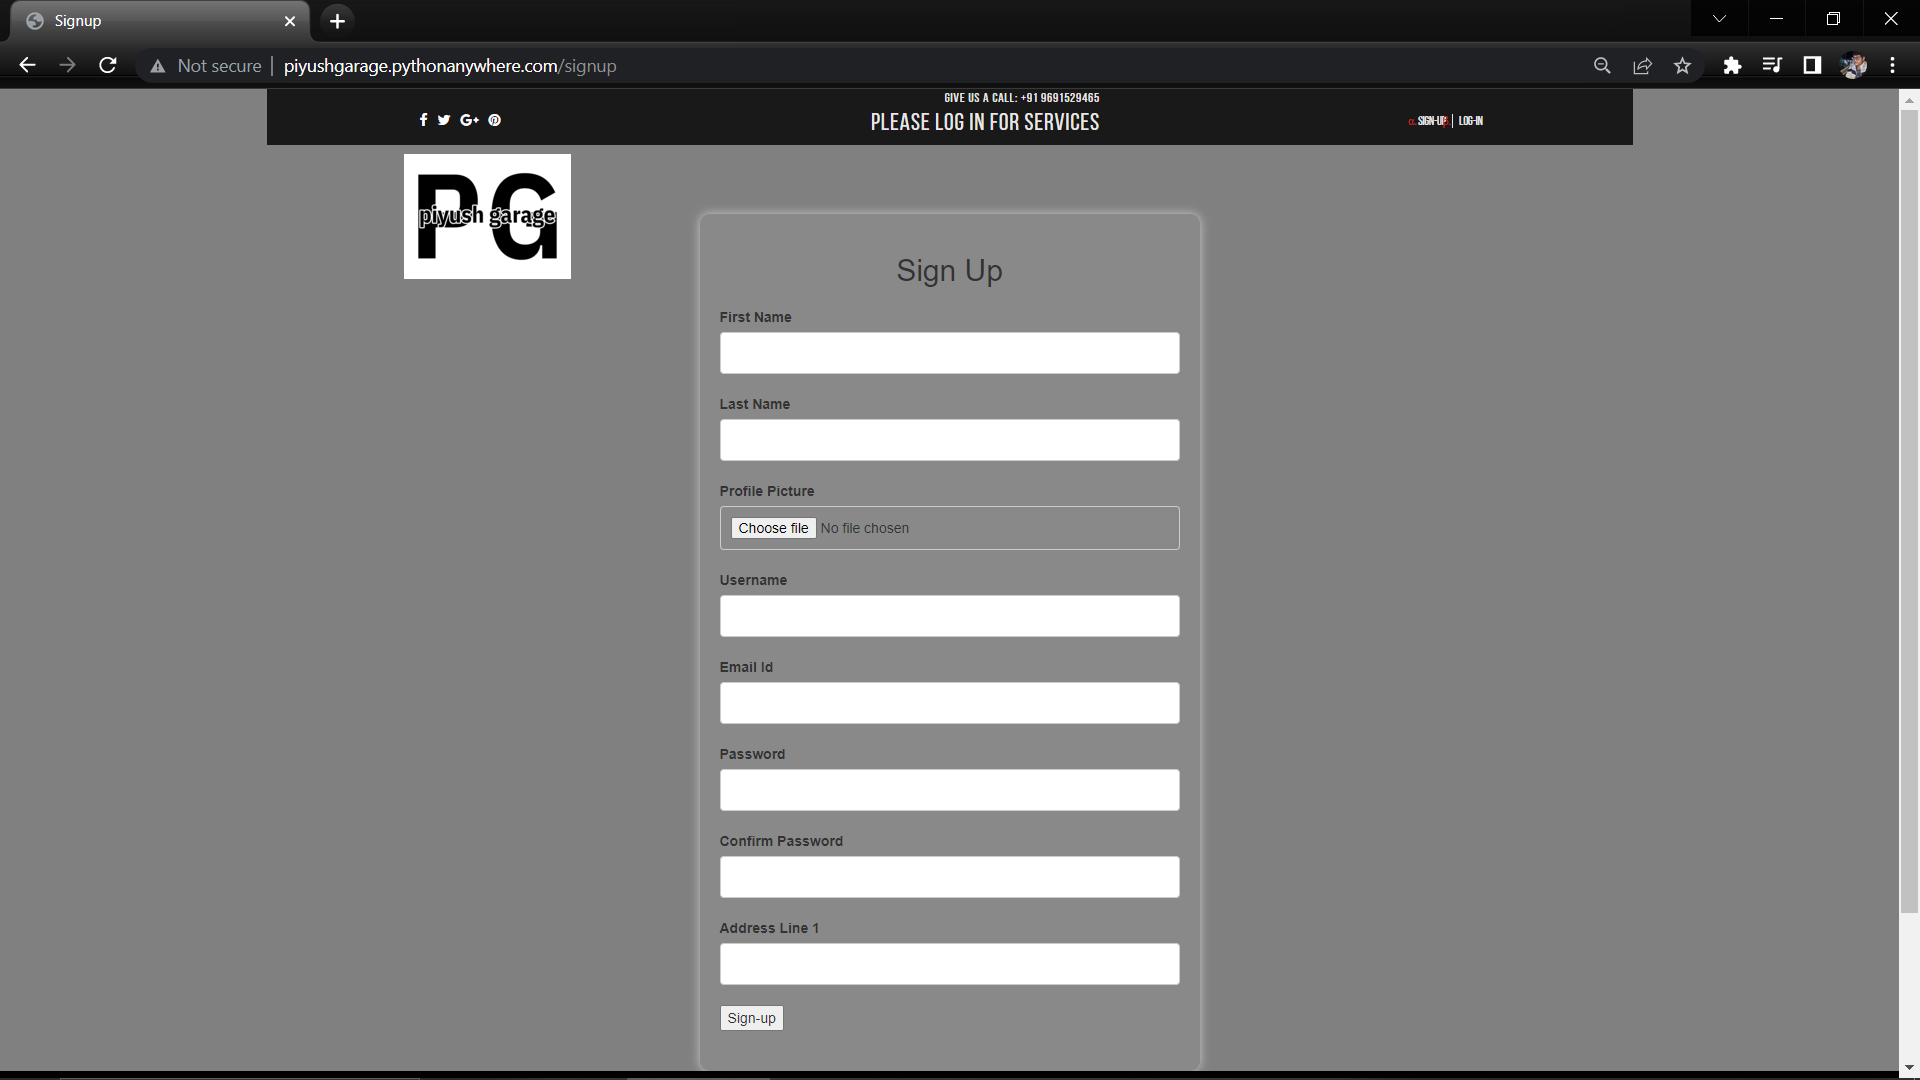 Signup
Not secure
piyushgarage.pythonanywhere.com/signup
GIVE US A CALL: +91 9691529465
PLEASE LOG IN FOR SERVICES
SIGN-UP | LOG-IN
PG
piyush garage
Sign Up
First Name
Last Name
Profile Picture
Choose file No file chosen
Username
Email Id
Password
Confirm Password
Address Line 1
Sign-up